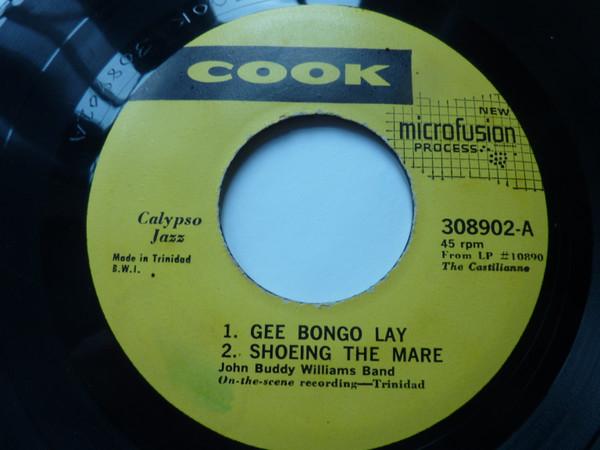 COOK
NEW
microfusion
PROCESS
Calypso
Jazz
Made in Trinidad
B.W.I.
308902-A
45 rpm
From LP #10890
The Castilianne
1. GEE BONGO LAY
2. SHOEING THE MARE
John Buddy Williams Band
On-the-scene recording—Trinidad